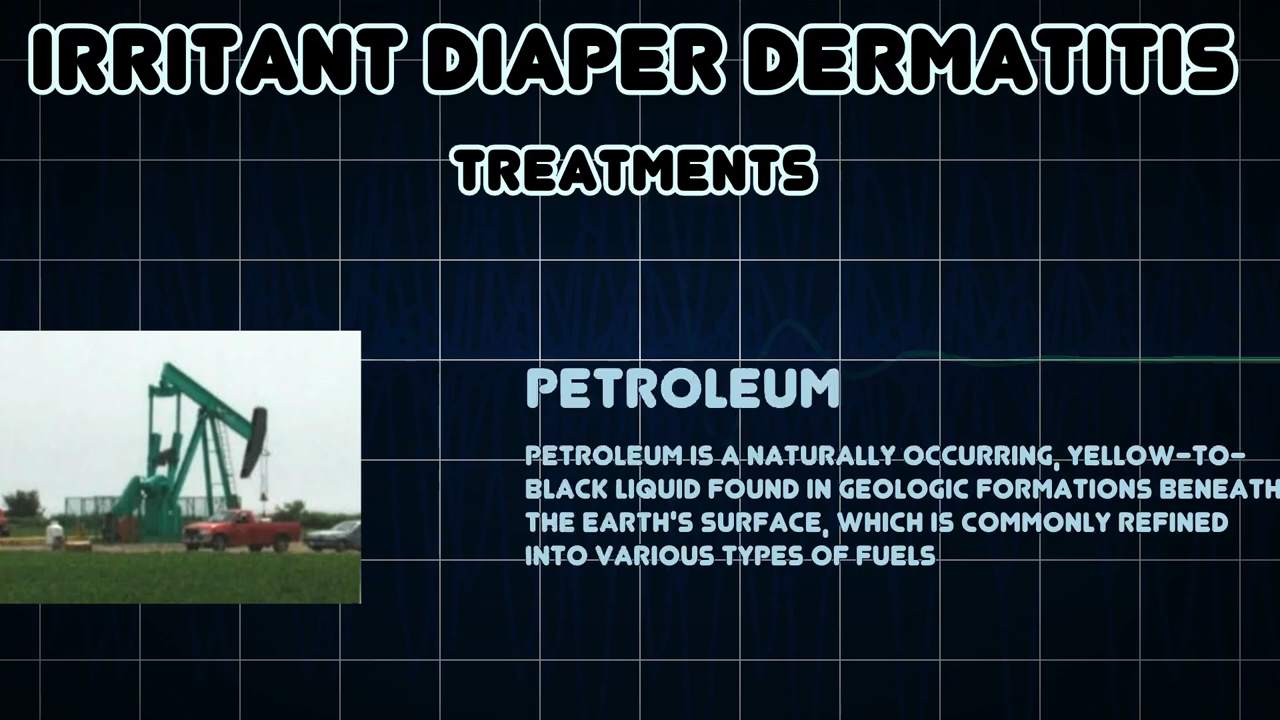 IRRITANT DIAPER DERMATITIS
TREATMENTS
PETROLEUM
PETROLEUM IS A NATURALLY OCCURRING, YELLOW-TO-
BLACK LIQUID FOUND IN GEOLOGIC FORMATIONS BENEATH
THE EARTH'S SURFACE, WHICH IS COMMONLY REFINED
INTO VARIOUS TYPES OF FUELS